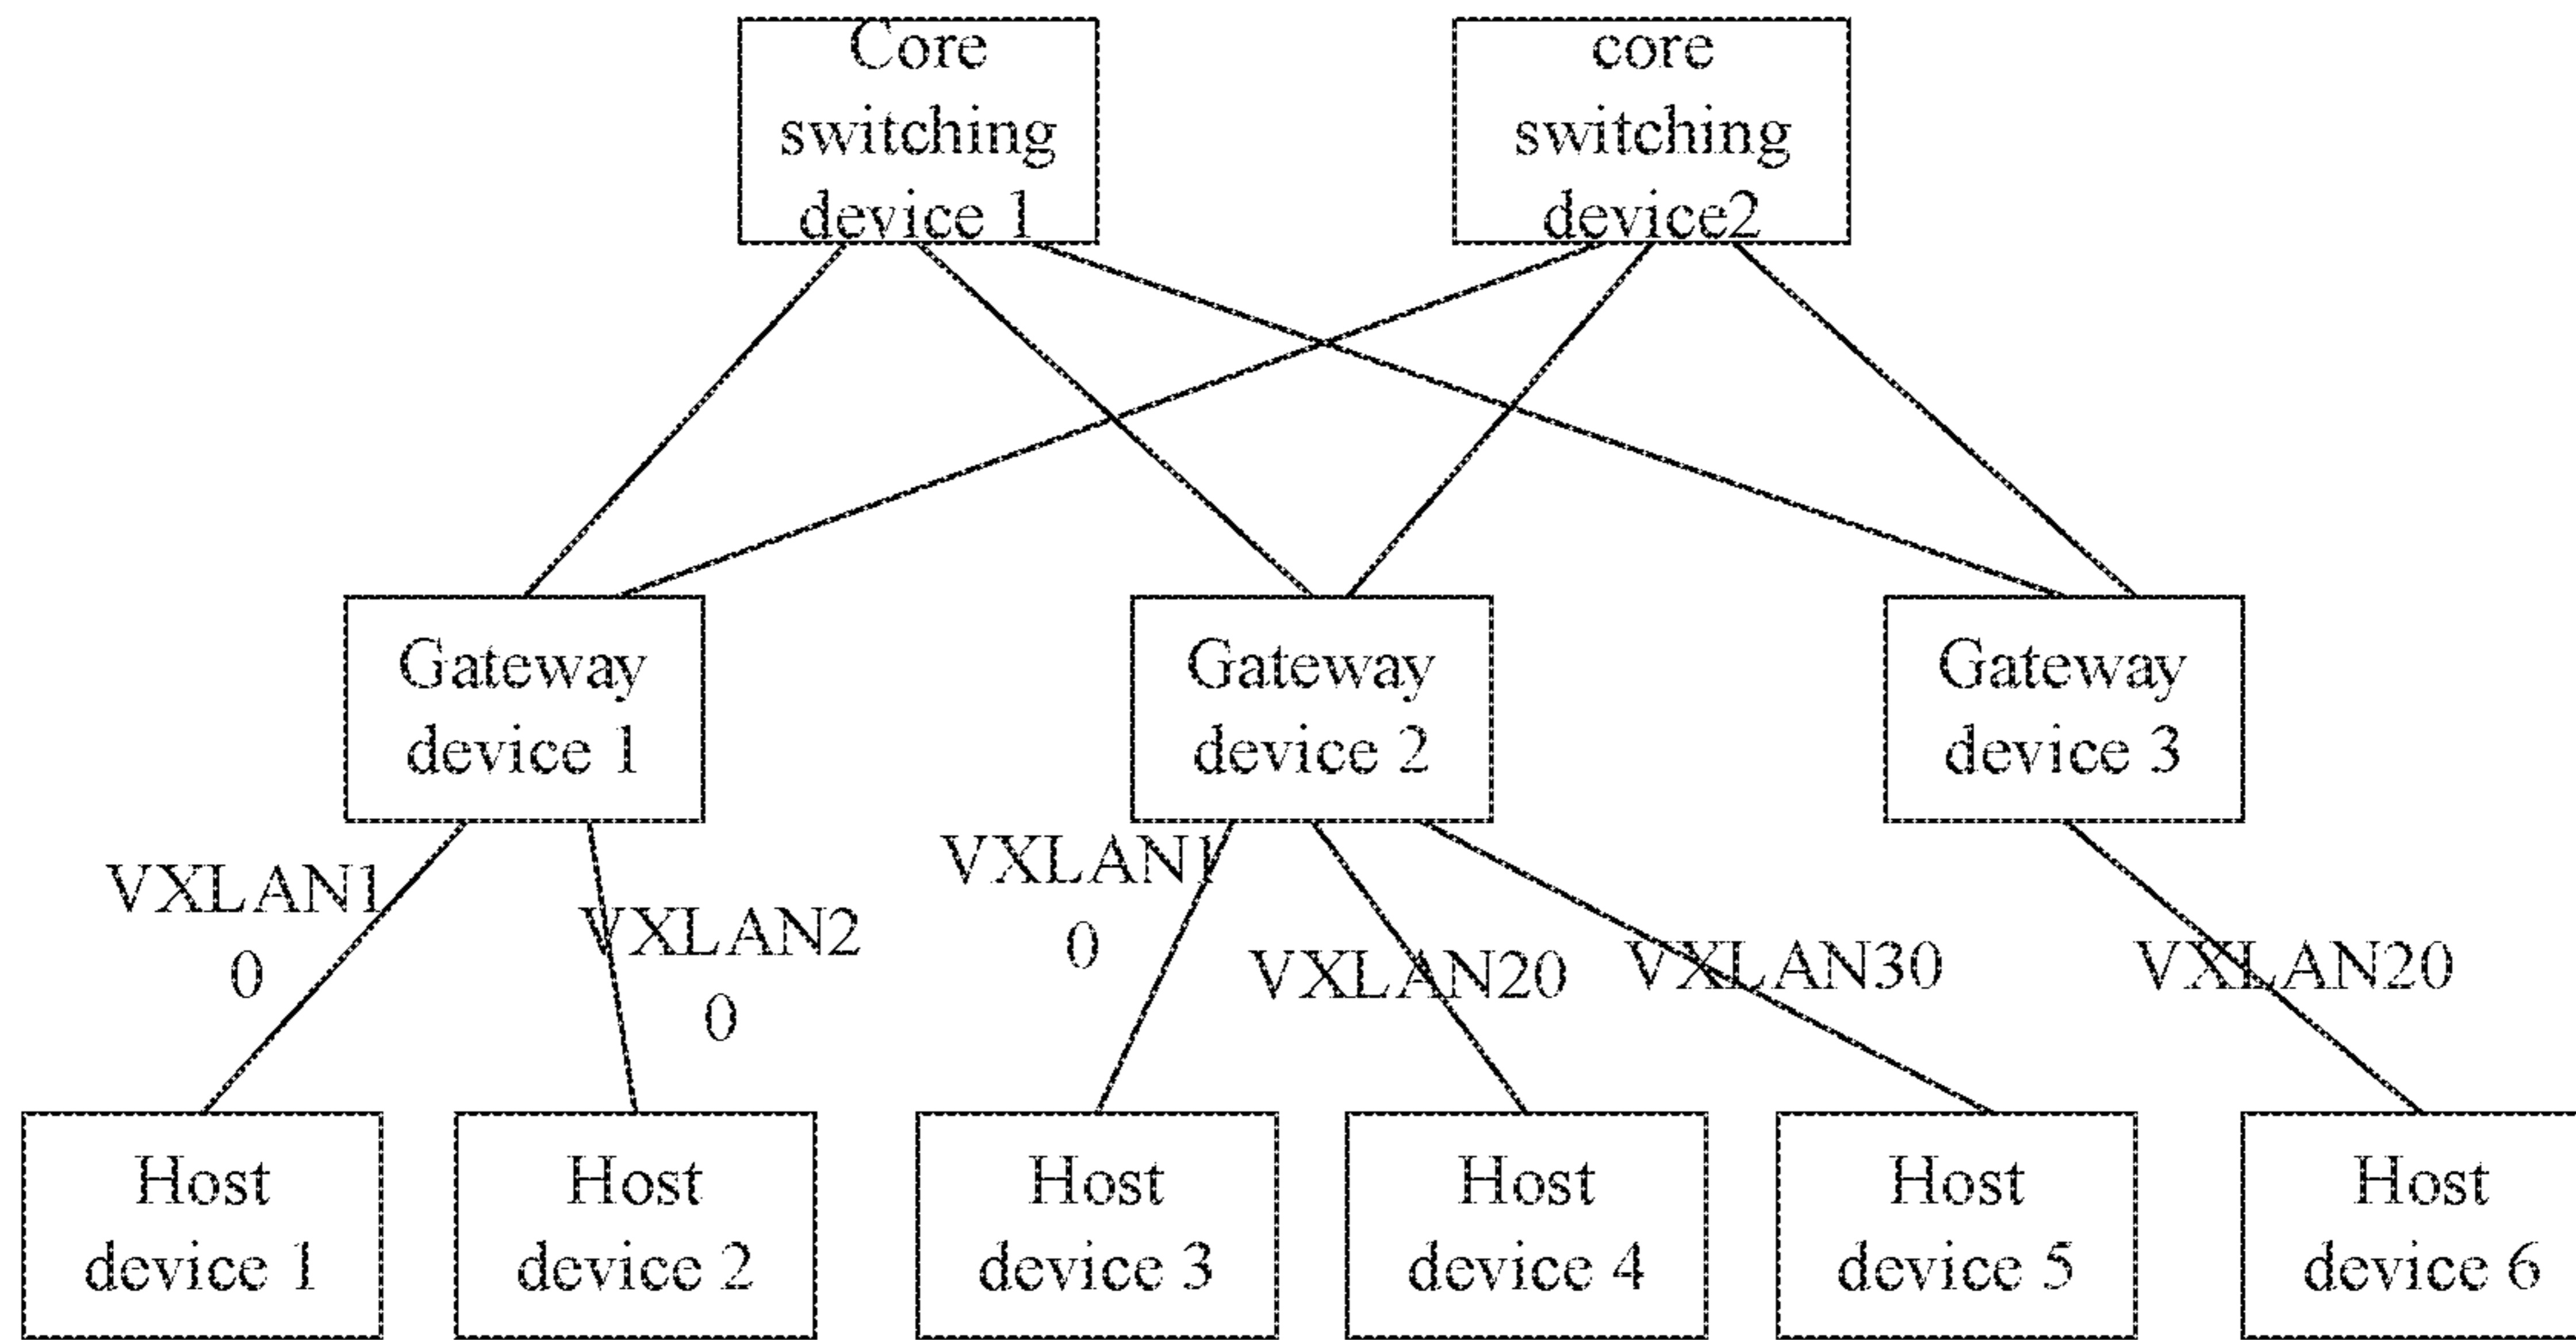 Core
switching
device 1
core
switching
device2
Gateway
device 1
Gateway
device 2
Gateway
device 3
VXLAN1
0
VXLAN2
0
VXLAN1
0
VXLAN20
VXLAN30
VXLAN20
Host
device 1
Host
device 2
Host
device 3
Host
device 4
Host
device 5
Host
device 6